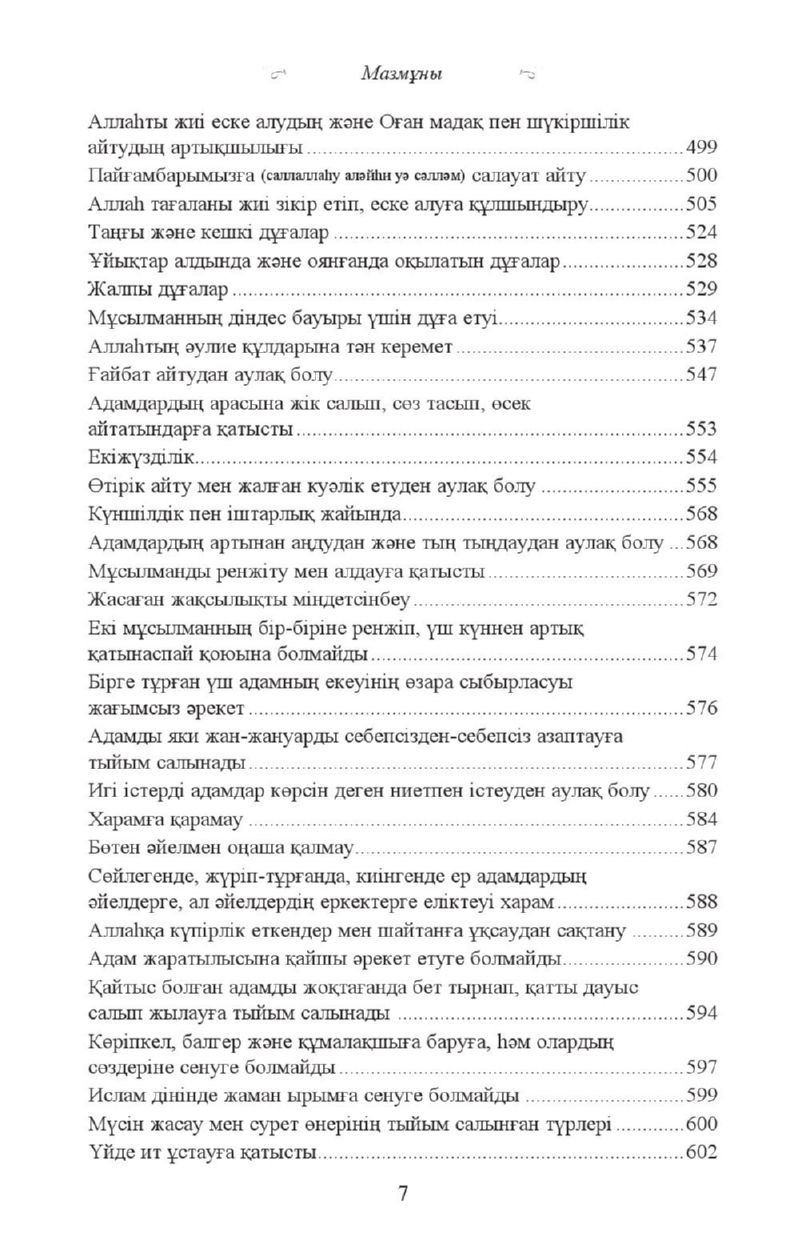 Мазмұны
Аллаһты жиі еске алудың және Оған мадақ пен шүкіршілік
айтудың артықшылығы ............ 499
Пайғамбарымызға (саллаллаһу аләйһи уә сәлләм) салауат айту ............ 500
Аллаһ тағаланы жиі зікір етіп, еске алуға құлшындыру ............ 505
Таңғы және кешкі дұғалар ............ 524
Ұйықтар алдында және оянғанда оқылатын дұғалар ............ 528
Жалпы дұғалар ............ 529
Мұсылманның діндес бауыры үшін дұға етуі ............ 534
Аллаһтың әулие құлдарына тән керемет ............ 537
Ғайбат айтудан аулақ болу ............ 547
Адамдардың арасына жік салып, сөз тасып, өсек
айтатындарға қатысты ............ 553
Екіжүзділік ............ 554
Өтірік айту мен жалған куәлік етуден аулақ болу ............ 555
Күншілдік пен іштарлық жайында ............ 568
Адамдардың артынан аңдудан және тың тыңдаудан аулақ болу ... 568
Мұсылманды ренжіту мен алдауға қатысты ............ 569
Жасаған жақсылықты міндетсінбеу ............ 572
Екі мұсылманның бір-біріне ренжіп, үш күннен артық
қатынаспай қоюына болмайды ............ 574
Бірге тұрған үш адамның екеуінің өзара сыбырласуы
жағымсыз әрекет ............ 576
Адамды яки жан-жануарды себепсізден-себепсіз азаптауға
тыйым салынады ............ 577
Игі істерді адамдар көрсін деген ниетпен істеуден аулақ болу ...... 580
Харамға қарамау ............ 584
Бөтен әйелмен оңаша қалмау ............ 587
Сөйлегенде, жүріп-тұрғанда, киінгенде ер адамдардың
әйелдерге, ал әйелдердің еркектерге еліктеуі харам ............ 588
Аллаһқа күпірлік еткендер мен шайтанға ұқсаудан сақтану ......... 589
Адам жаратылысына қайшы әрекет етуге болмайды ............ 590
Қайтыс болған адамды жоқтағанда бет тырнап, қатты дауыс
салып жылауға тыйым салынады ............ 594
Көріпкел, балгер және құмалақшыға баруға, һәм олардың
сөздеріне сенуге болмайды ............ 597
Ислам дінінде жаман ырымға сенуге болмайды ............ 599
Мүсін жасау мен сурет өнерінің тыйым салынған түрлері ............ 600
Үйде ит ұстауға қатысты ............ 602
7